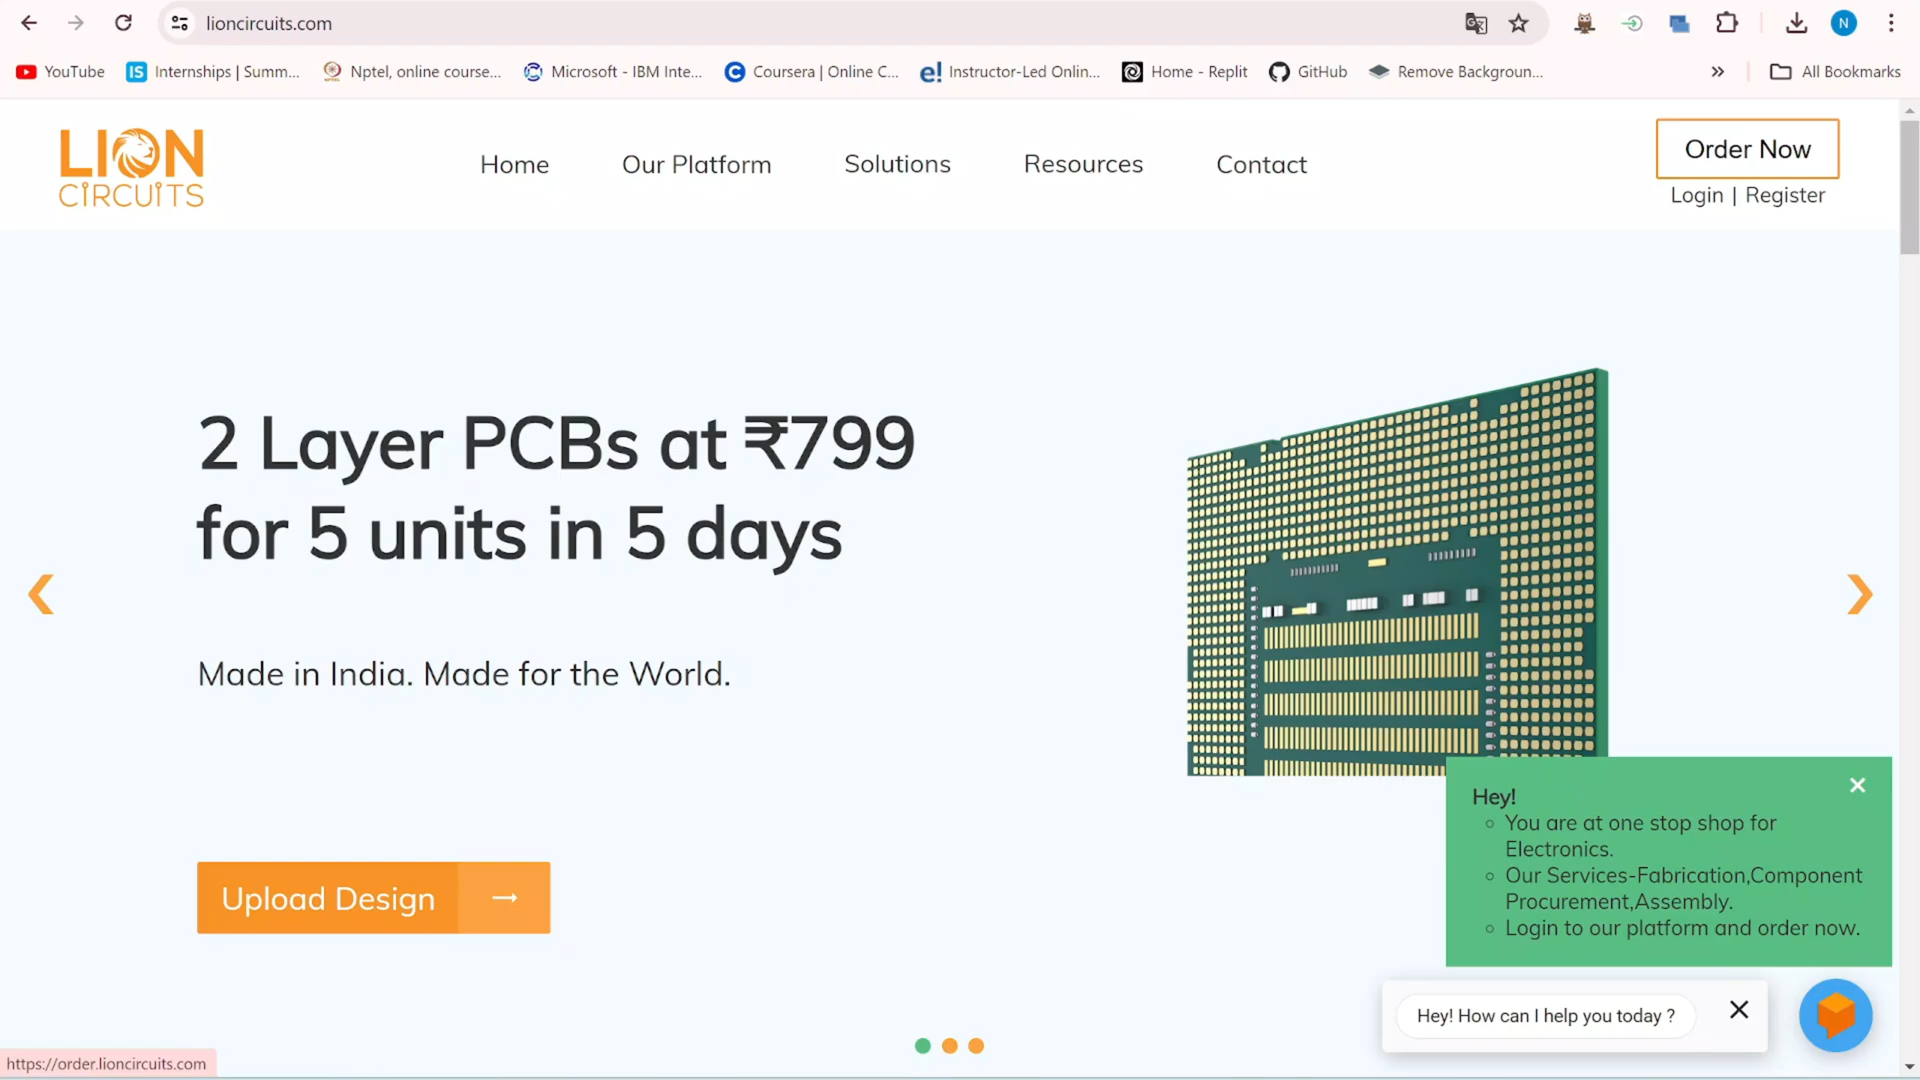 lioncircuits.com
N
YouTube
IS Internships | Summ...
Nptel, online course...
Microsoft - IBM Inte...
Coursera | Online C...
e! Instructor-Led Onlin...
Home - Replit
GitHub
Remove Backgroun...
All Bookmarks
LION
CIRCUITS
Home
Our Platform
Solutions
Resources
Contact
Order Now
Login | Register
2 Layer PCBs at ₹799
for 5 units in 5 days
Made in India. Made for the World.
Upload Design
Hey!
You are at one stop shop for
Electronics.
Our Services-Fabrication,Component
Procurement,Assembly.
Login to our platform and order now.
Hey! How can I help you today ?
https://order.lioncircuits.com